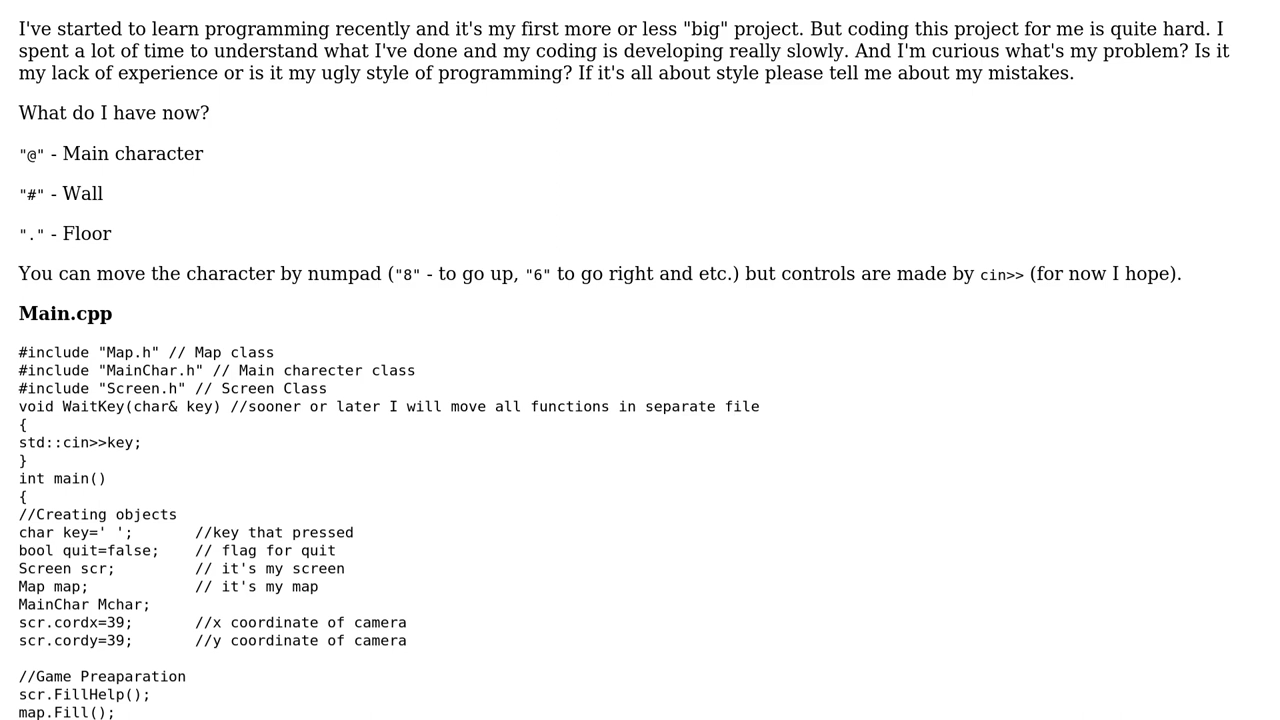 I've started to learn programming recently and it's my first more or less "big" project. But coding this project for me is quite hard. I
spent a lot of time to understand what I've done and my coding is developing really slowly. And I'm curious what's my problem? Is it
my lack of experience or is it my ugly style of programming? If it's all about style please tell me about my mistakes.
What do I have now?
"@" - Main character
"#" - Wall
"." - Floor
You can move the character by numpad ("8" - to go up, "6" to go right and etc.) but controls are made by cin>> (for now I hope).
Main.cpp
#include "Map.h" // Map class
#include "MainChar.h" // Main charecter class
#include "Screen.h" // Screen Class
void WaitKey(char& key) //sooner or later I will move all functions in separate file
{
std::cin>>key;
}
int main()
{
//Creating objects
char key=' ';       //key that pressed
bool quit=false;    // flag for quit
Screen scr;         // it's my screen
Map map;            // it's my map
MainChar Mchar;
scr.cordx=39;       //x coordinate of camera
scr.cordy=39;       //y coordinate of camera
//Game Preaparation
scr.FillHelp();
map.Fill();